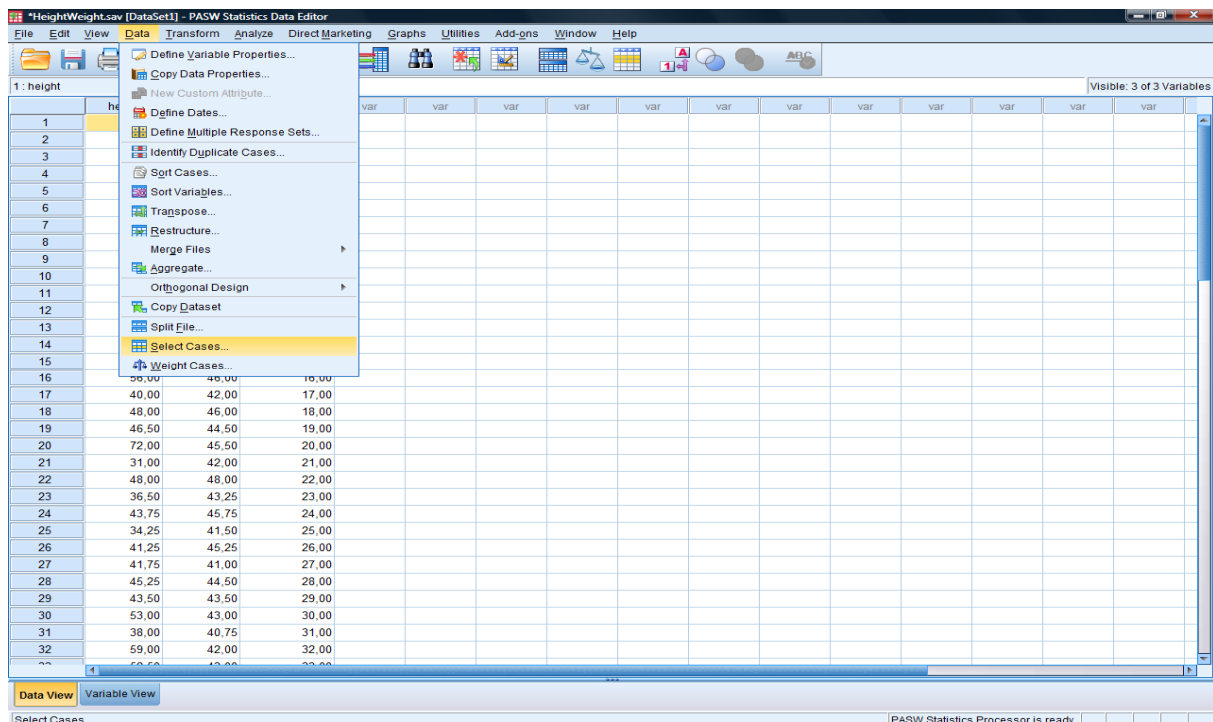 *HeightWeight.sav [DataSet1] - PASW Statistics Data Editor
File Edit View Data Transform Analyze Direct Marketing Graphs Utilities Add-ons Window Help
1 : height
Visible: 3 of 3 Variables
he var var var var var var var var var var var var
Define Variable Properties...
Copy Data Properties...
New Custom Attribute...
Define Dates...
Define Multiple Response Sets...
Identify Duplicate Cases...
Sort Cases...
Sort Variables...
Transpose...
Restructure...
Merge Files
Aggregate...
Orthogonal Design
Copy Dataset
Split File...
Select Cases...
Weight Cases...
1
2
3
4
5
6
7
8
9
10
11
12
13
14
15
16 56,00 46,00 16,00
17 40,00 42,00 17,00
18 48,00 46,00 18,00
19 46,50 44,50 19,00
20 72,00 45,50 20,00
21 31,00 42,00 21,00
22 48,00 48,00 22,00
23 36,50 43,25 23,00
24 43,75 45,75 24,00
25 34,25 41,50 25,00
26 41,25 45,25 26,00
27 41,75 41,00 27,00
28 45,25 44,50 28,00
29 43,50 43,50 29,00
30 53,00 43,00 30,00
31 38,00 40,75 31,00
32 59,00 42,00 32,00
Data View Variable View
Select Cases
PASW Statistics Processor is ready